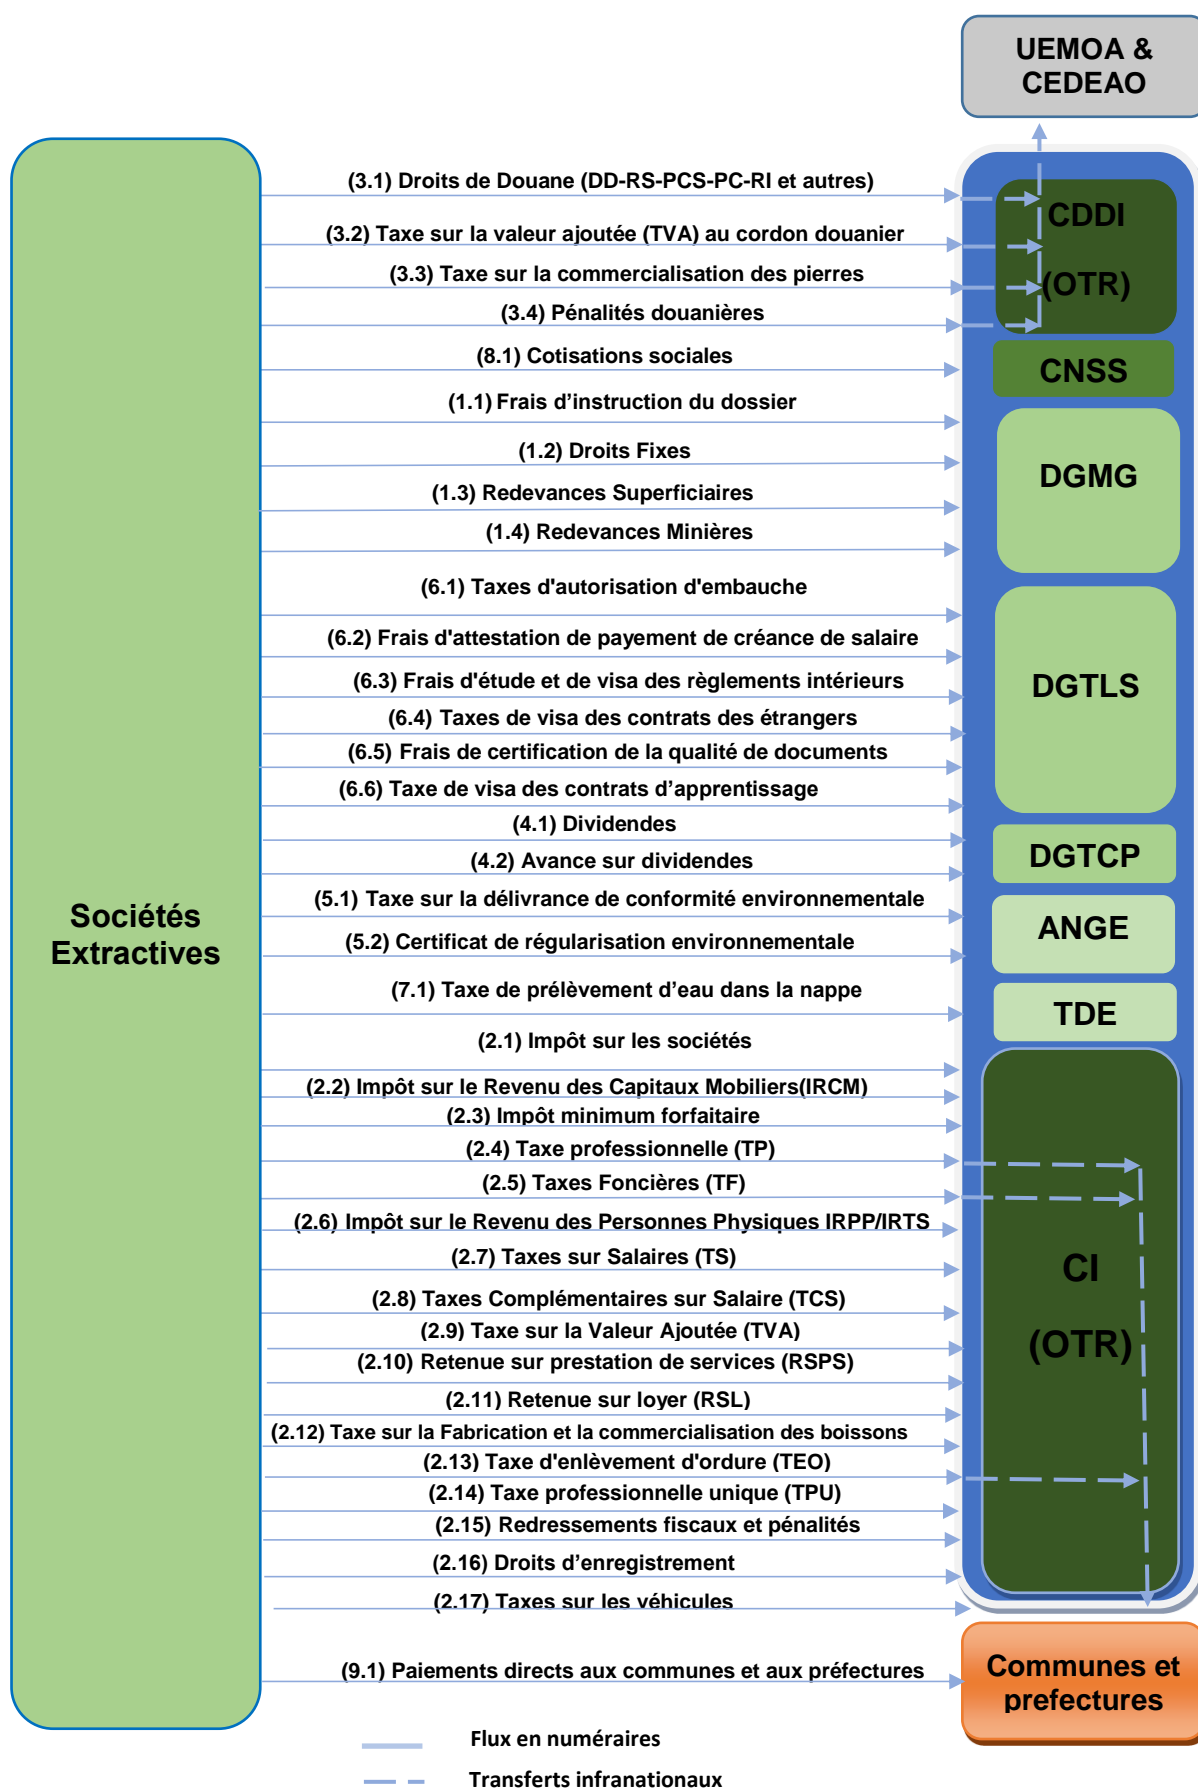 UEMOA &
CEDEAO
(3.1) Droits de Douane (DD-RS-PCS-PC-RI et autres)
CDDI
(3.2) Taxe sur la valeur ajoutée (TVA) au cordon douanier
(3.3) Taxe sur la commercialisation des pierres
(OTR)
(3.4) Pénalités douanières
(8.1) Cotisations sociales
CNSS
(1.1) Frais d’instruction du dossier
(1.2) Droits Fixes
DGMG
(1.3) Redevances Superficiaires
(1.4) Redevances Minières
(6.1) Taxes d'autorisation d'embauche
(6.2) Frais d'attestation de payement de créance de salaire
(6.3) Frais d'étude et de visa des règlements intérieurs
DGTLS
(6.4) Taxes de visa des contrats des étrangers
(6.5) Frais de certification de la qualité de documents
(6.6) Taxe de visa des contrats d’apprentissage
(4.1) Dividendes
(4.2) Avance sur dividendes
DGTCP
(5.1) Taxe sur la délivrance de conformité environnementale
Sociétés
Extractives
ANGE
(5.2) Certificat de régularisation environnementale
(7.1) Taxe de prélèvement d’eau dans la nappe
TDE
(2.1) Impôt sur les sociétés
(2.2) Impôt sur le Revenu des Capitaux Mobiliers(IRCM)
(2.3) Impôt minimum forfaitaire
(2.4) Taxe professionnelle (TP)
(2.5) Taxes Foncières (TF)
(2.6) Impôt sur le Revenu des Personnes Physiques IRPP/IRTS
(2.7) Taxes sur Salaires (TS)
CI
(2.8) Taxes Complémentaires sur Salaire (TCS)
(2.9) Taxe sur la Valeur Ajoutée (TVA)
(OTR)
(2.10) Retenue sur prestation de services (RSPS)
(2.11) Retenue sur loyer (RSL)
(2.12) Taxe sur la Fabrication et la commercialisation des boissons
(2.13) Taxe d'enlèvement d'ordure (TEO)
(2.14) Taxe professionnelle unique (TPU)
(2.15) Redressements fiscaux et pénalités
(2.16) Droits d’enregistrement
(2.17) Taxes sur les véhicules
(9.1) Paiements directs aux communes et aux préfectures
Communes et
prefectures
Flux en numéraires
Transferts infranationaux